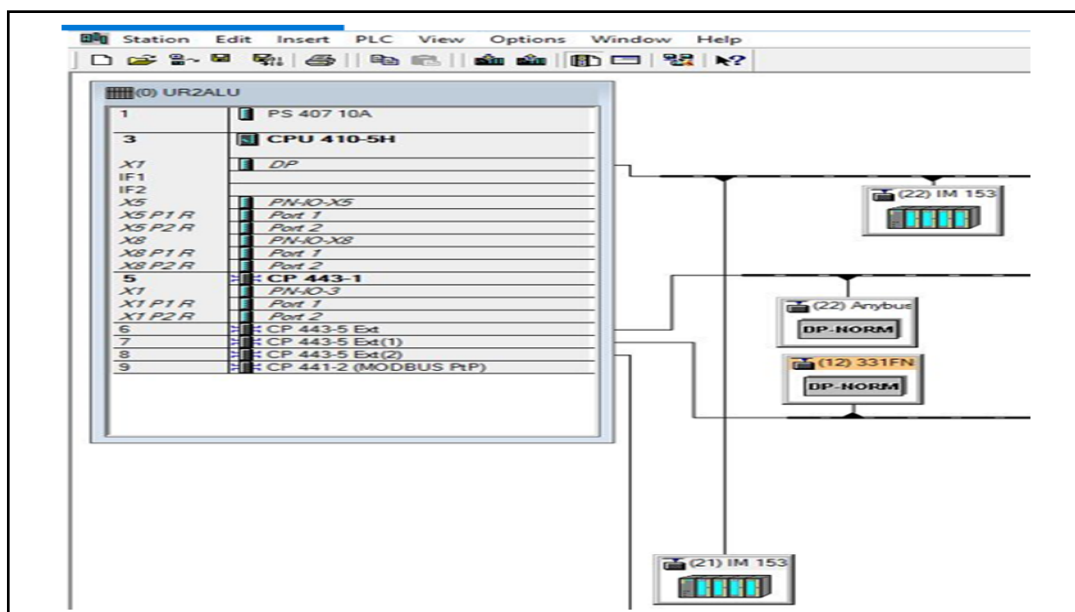 Station Edit Insert PLC View Options Window Help
(0) UR2ALU
1 PS 407 10A
3 CPU 410-5H
X1 DP
IF1
IF2
X5 PN-IO-X5
X5 P1 R Port 1
X5 P2 R Port 2
X8 PN-IO-X8
X8 P1 R Port 1
X8 P2 R Port 2
5 CP 443-1
X1 PN-IO-3
X1 P1 R Port 1
X1 P2 R Port 2
6 CP 443-5 Ext
7 CP 443-5 Ext(1)
8 CP 443-5 Ext(2)
9 CP 441-2 (MODBUS PtP)
(22) IM 153
(22) Anybus
DP-NORM
(12) 331FN
DP-NORM
(21) IM 153